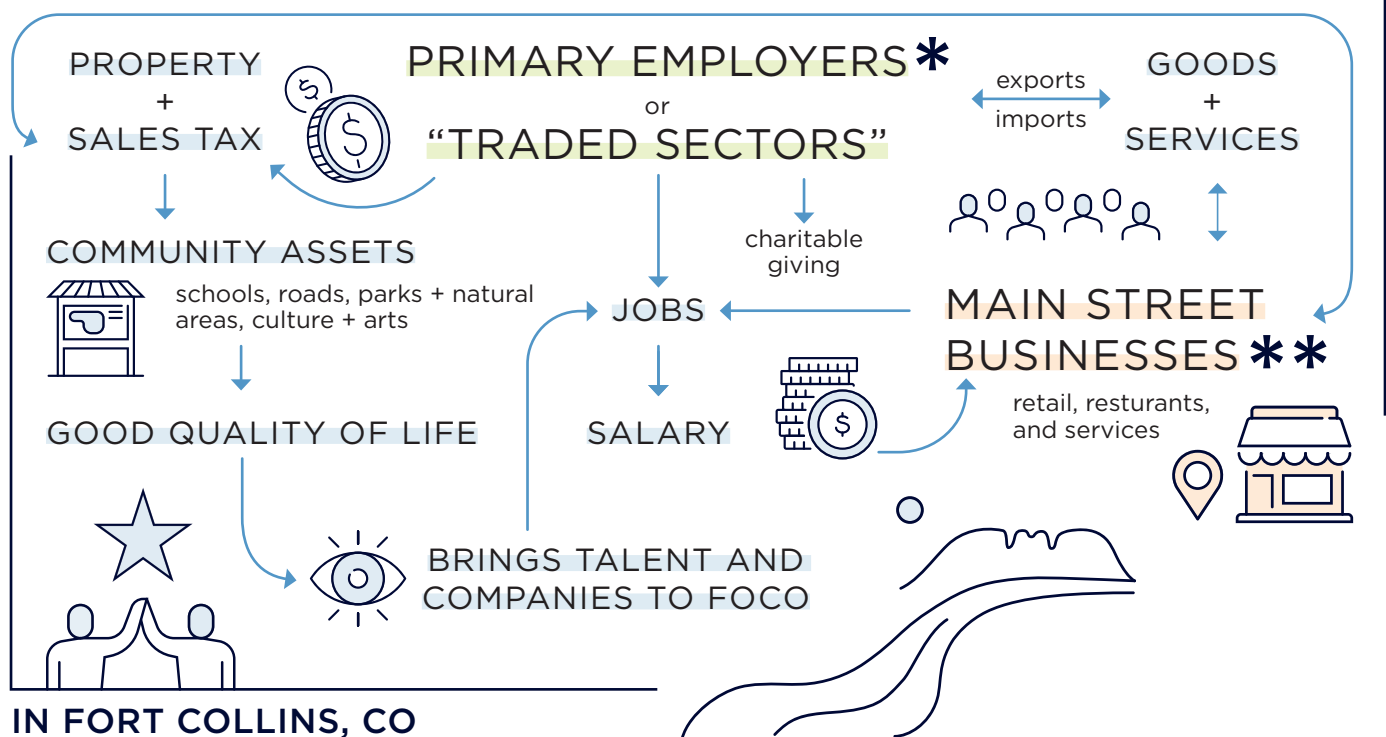 PROPERTY
+
SALES TAX
PRIMARY EMPLOYERS*
or
“TRADED SECTORS”
exports
imports
GOODS
+
SERVICES
COMMUNITY ASSETS
schools, roads, parks + natural
areas, culture + arts
charitable
giving
JOBS
MAIN STREET
BUSINESSES**
retail, resturants,
and services
GOOD QUALITY OF LIFE
SALARY
$
$
$
BRINGS TALENT AND
COMPANIES TO FOCO
IN FORT COLLINS, CO